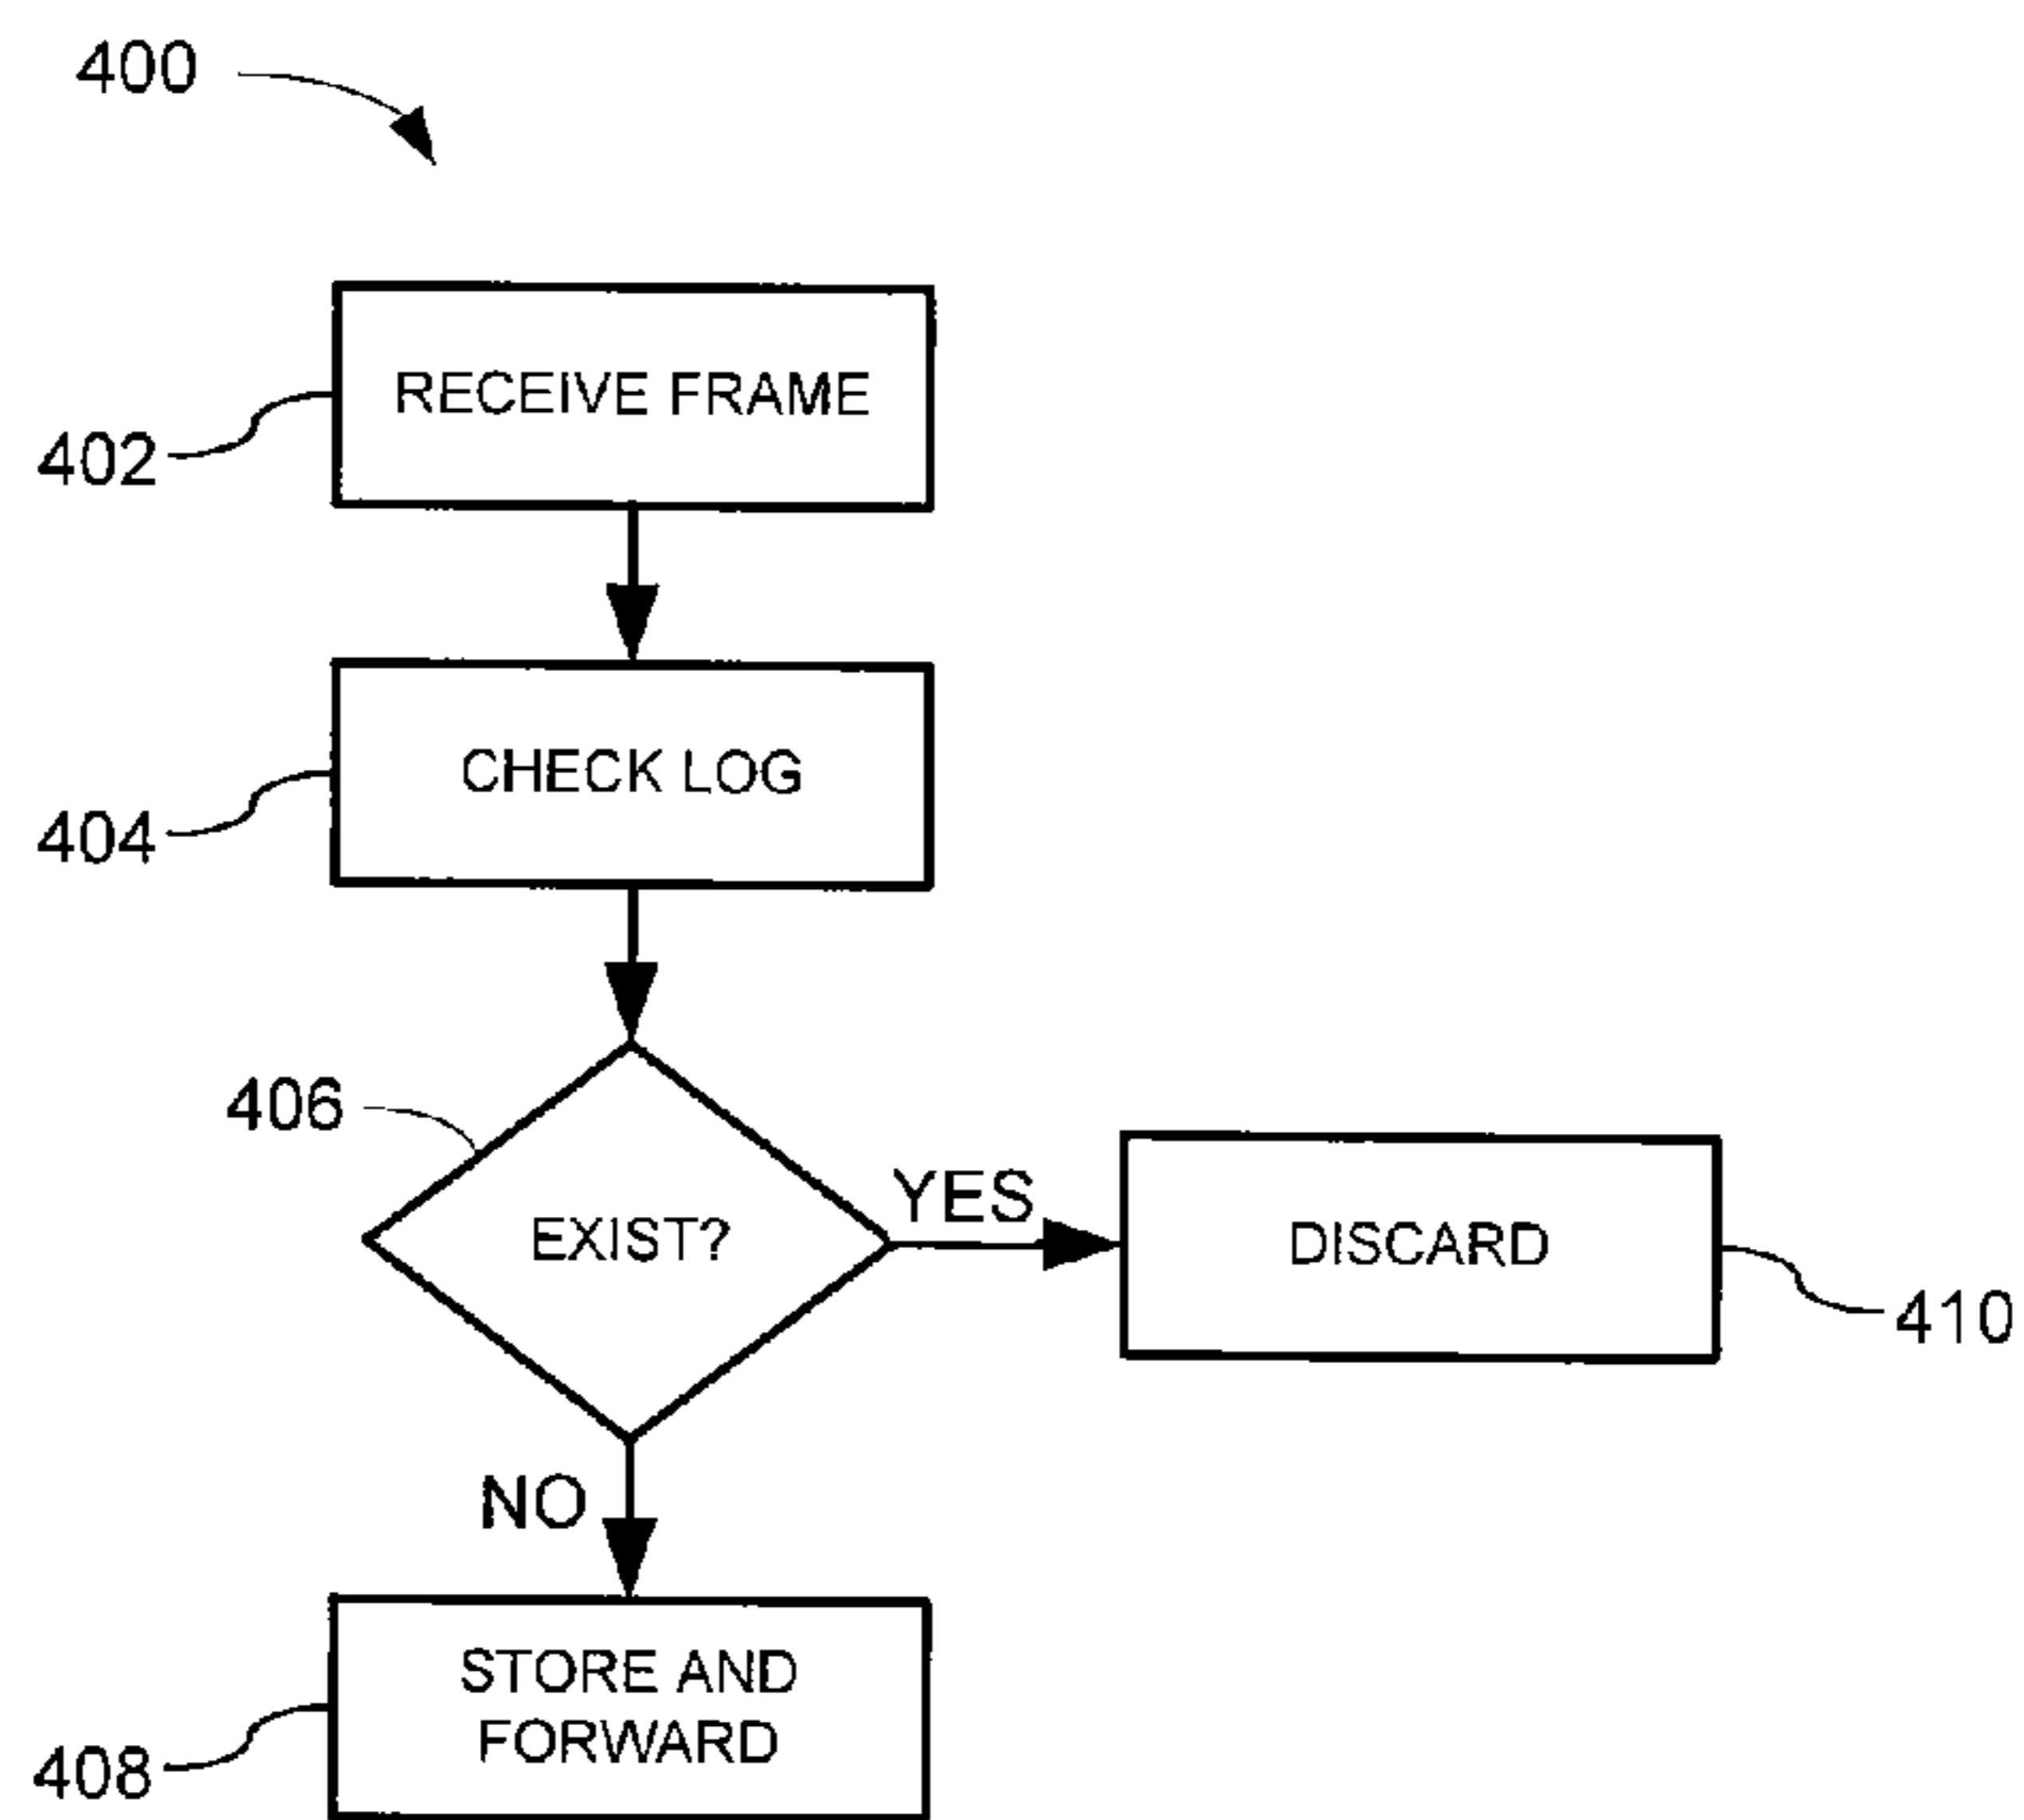 400
RECEIVE FRAME
402
CHECK LOG
404
406
EXIST?
YES
DISCARD
410
NO
STORE AND
FORWARD
408